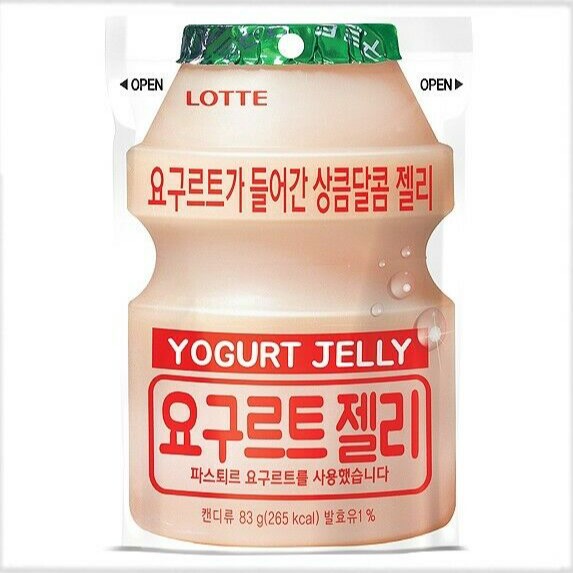 ◀OPEN
OPEN▶
LOTTE
요구르트가 들어간 상큼달콤 젤리
YOGURT JELLY
요구르트 젤리
파스퇴르 요구르트를 사용했습니다
캔디류 83 g(265 kcal) 발효유1%